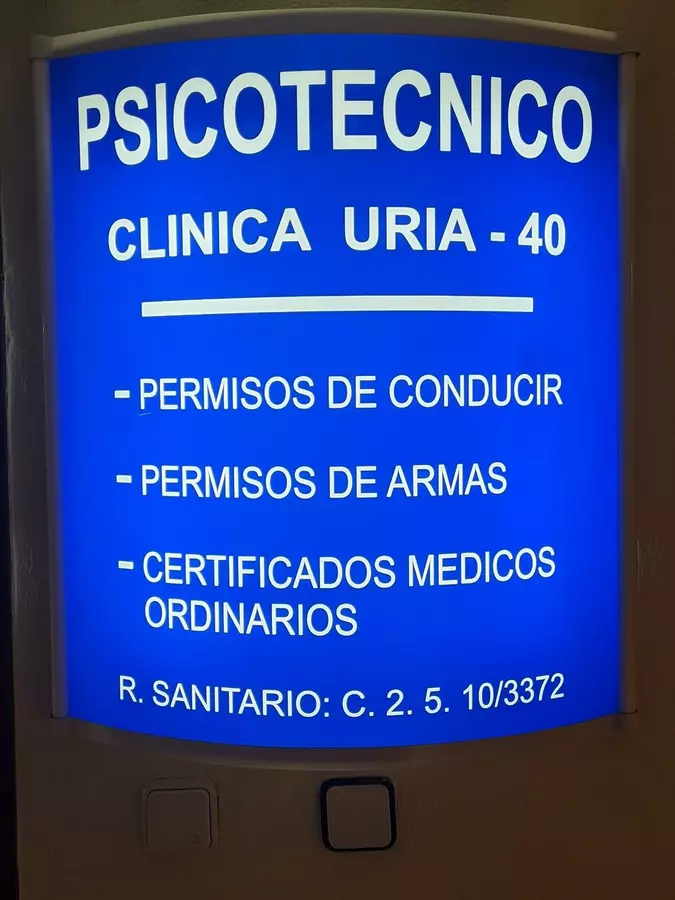 PSICOTECNICO
CLINICA URIA - 40
- PERMISOS DE CONDUCIR
- PERMISOS DE ARMAS
- CERTIFICADOS MEDICOS
ORDINARIOS
R. SANITARIO: C. 2. 5. 10/3372